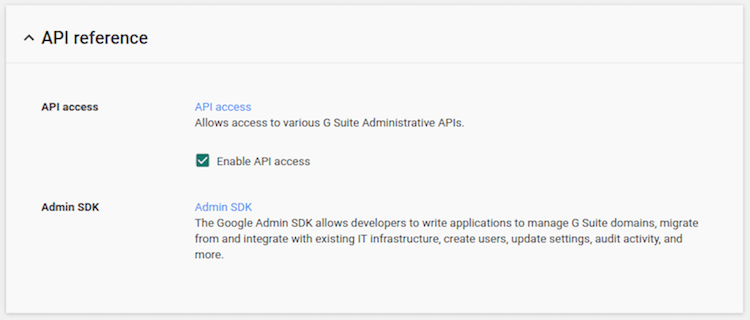 API reference
API access
API access
Allows access to various G Suite Administrative APIs.
Enable API access
Admin SDK
Admin SDK
The Google Admin SDK allows developers to write applications to manage G Suite domains, migrate
from and integrate with existing IT infrastructure, create users, update settings, audit activity, and
more.